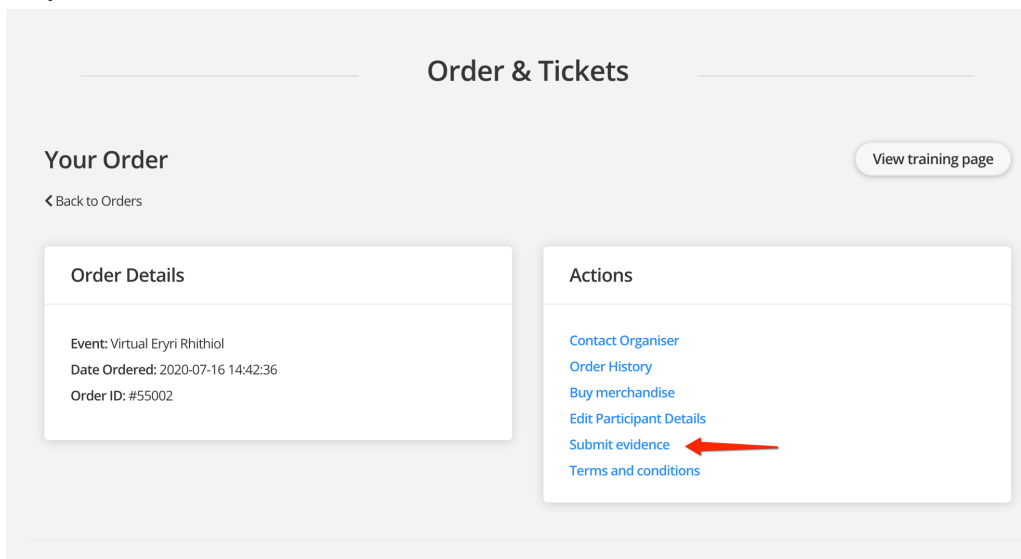 Order & Tickets
Your Order
View training page
Back to Orders
Order Details
Event: Virtual Eryri Rhithiol
Date Ordered: 2020-07-16 14:42:36
Order ID: #55002
Actions
Contact Organiser
Order History
Buy merchandise
Edit Participant Details
Submit evidence
Terms and conditions